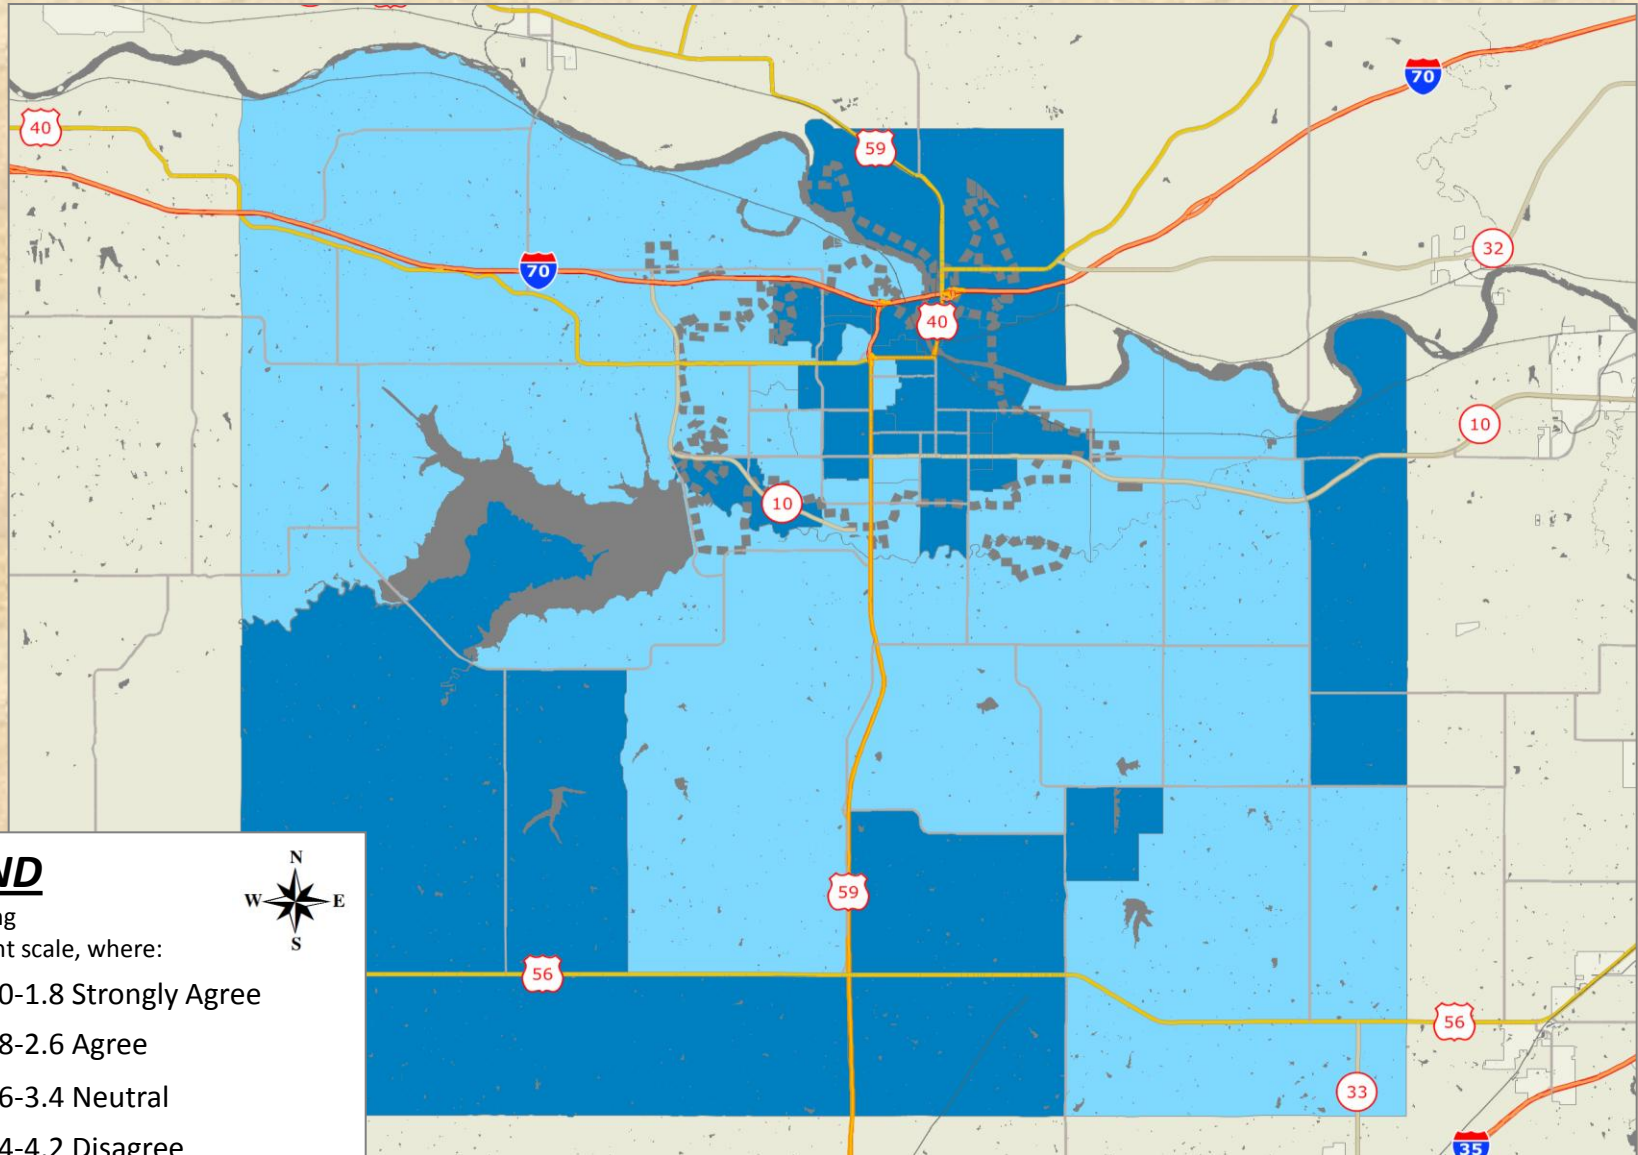 70
40
59
32
70
40
10
10
59
56
56
33
35
ND
N
W E
S
ng
nt scale, where:
0-1.8 Strongly Agree
8-2.6 Agree
6-3.4 Neutral
4-4.2 Disagree